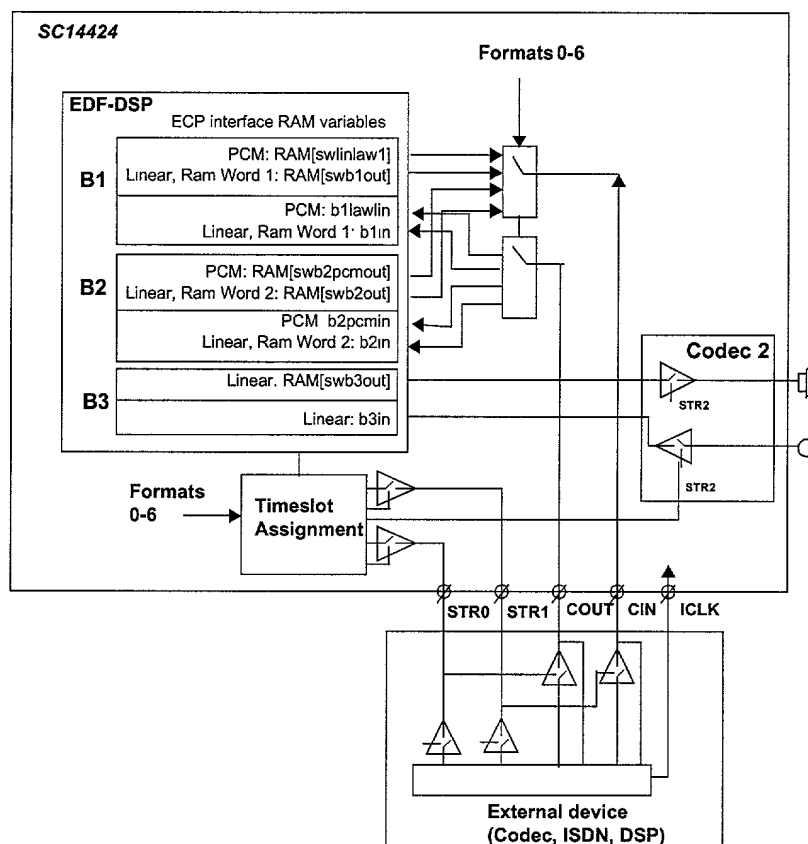 SC14424
Formats 0-6
EDF-DSP
ECP interface RAM variables
B1
PCM: RAM[swlinlaw1]
Linear, Ram Word 1: RAM[swb1out]
PCM: b1lawlin
Linear, Ram Word 1· b1in
B2
PCM: RAM[swb2pcmout]
Linear, Ram Word 2: RAM[swb2out]
PCM b2pcmin
Linear, Ram Word 2: b2in
B3
Linear. RAM[swb3out]
Linear: b3in
Codec 2
STR2
STR2
Formats
0-6
Timeslot
Assignment
STR0 STR1 COUT CIN ICLK
External device
(Codec, ISDN, DSP)